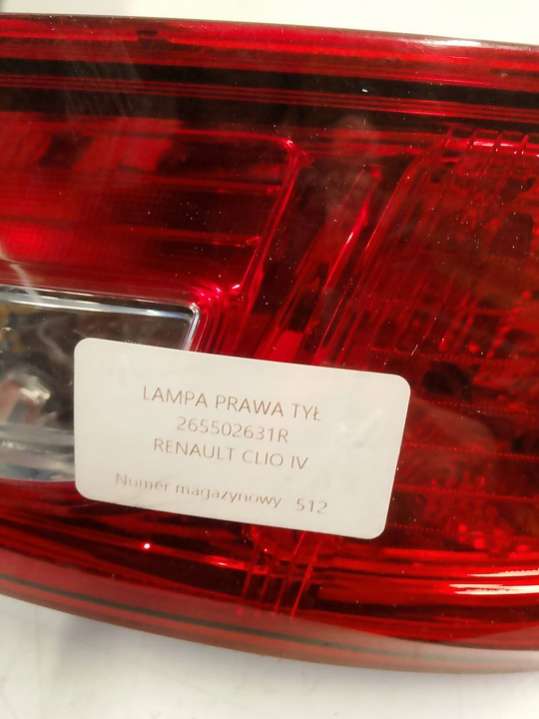 LAMPA PRAWA TYŁ
265502631R
RENAULT CLIO IV
Numer magazynowy 512